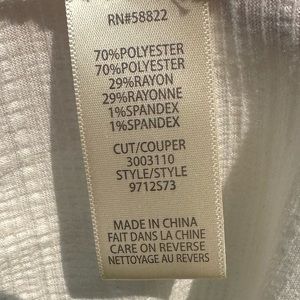 RN#58822
70%POLYESTER
70%POLYESTER
29%RAYON
29%RAYONNE
1%SPANDEX
1%SPANDEX
CUT/COUPER
3003110
STYLE/STYLE
9712S73
MADE IN CHINA
FAIT DANS LA CHINE
CARE ON REVERSE
NETTOYAGE AU REVERS